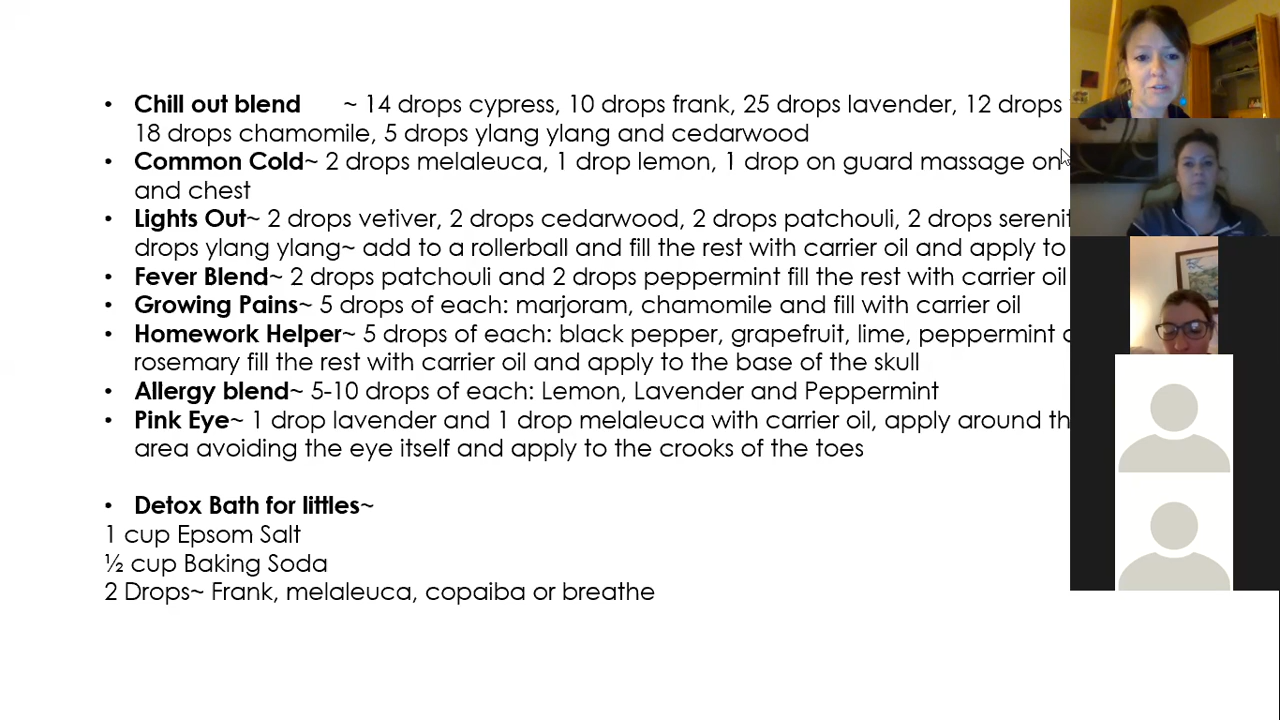 • Chill out blend ~ 14 drops cypress, 10 drops frank, 25 drops lavender, 12 drops
18 drops chamomile, 5 drops ylang ylang and cedarwood
• Common Cold~ 2 drops melaleuca, 1 drop lemon, 1 drop on guard massage on
and chest
• Lights Out~ 2 drops vetiver, 2 drops cedarwood, 2 drops patchouli, 2 drops
drops ylang ylang~ add to a rollerball and fill the rest with carrier oil and apply to
• Fever Blend~ 2 drops patchouli and 2 drops peppermint fill the rest with carrier oil
• Growing Pains~ 5 drops of each: marjoram, chamomile and fill with carrier oil
• Homework Helper~ 5 drops of each: black pepper, grapefruit, lime, peppermint
rosemary fill the rest with carrier oil and apply to the base of the skull
• Allergy blend~ 5-10 drops of each: Lemon, Lavender and Peppermint
• Pink Eye~ 1 drop lavender and 1 drop melaleuca with carrier oil, apply around
area avoiding the eye itself and apply to the crooks of the toes
• Detox Bath for littles~
1 cup Epsom Salt
½ cup Baking Soda
2 Drops~ Frank, melaleuca, copaiba or breathe